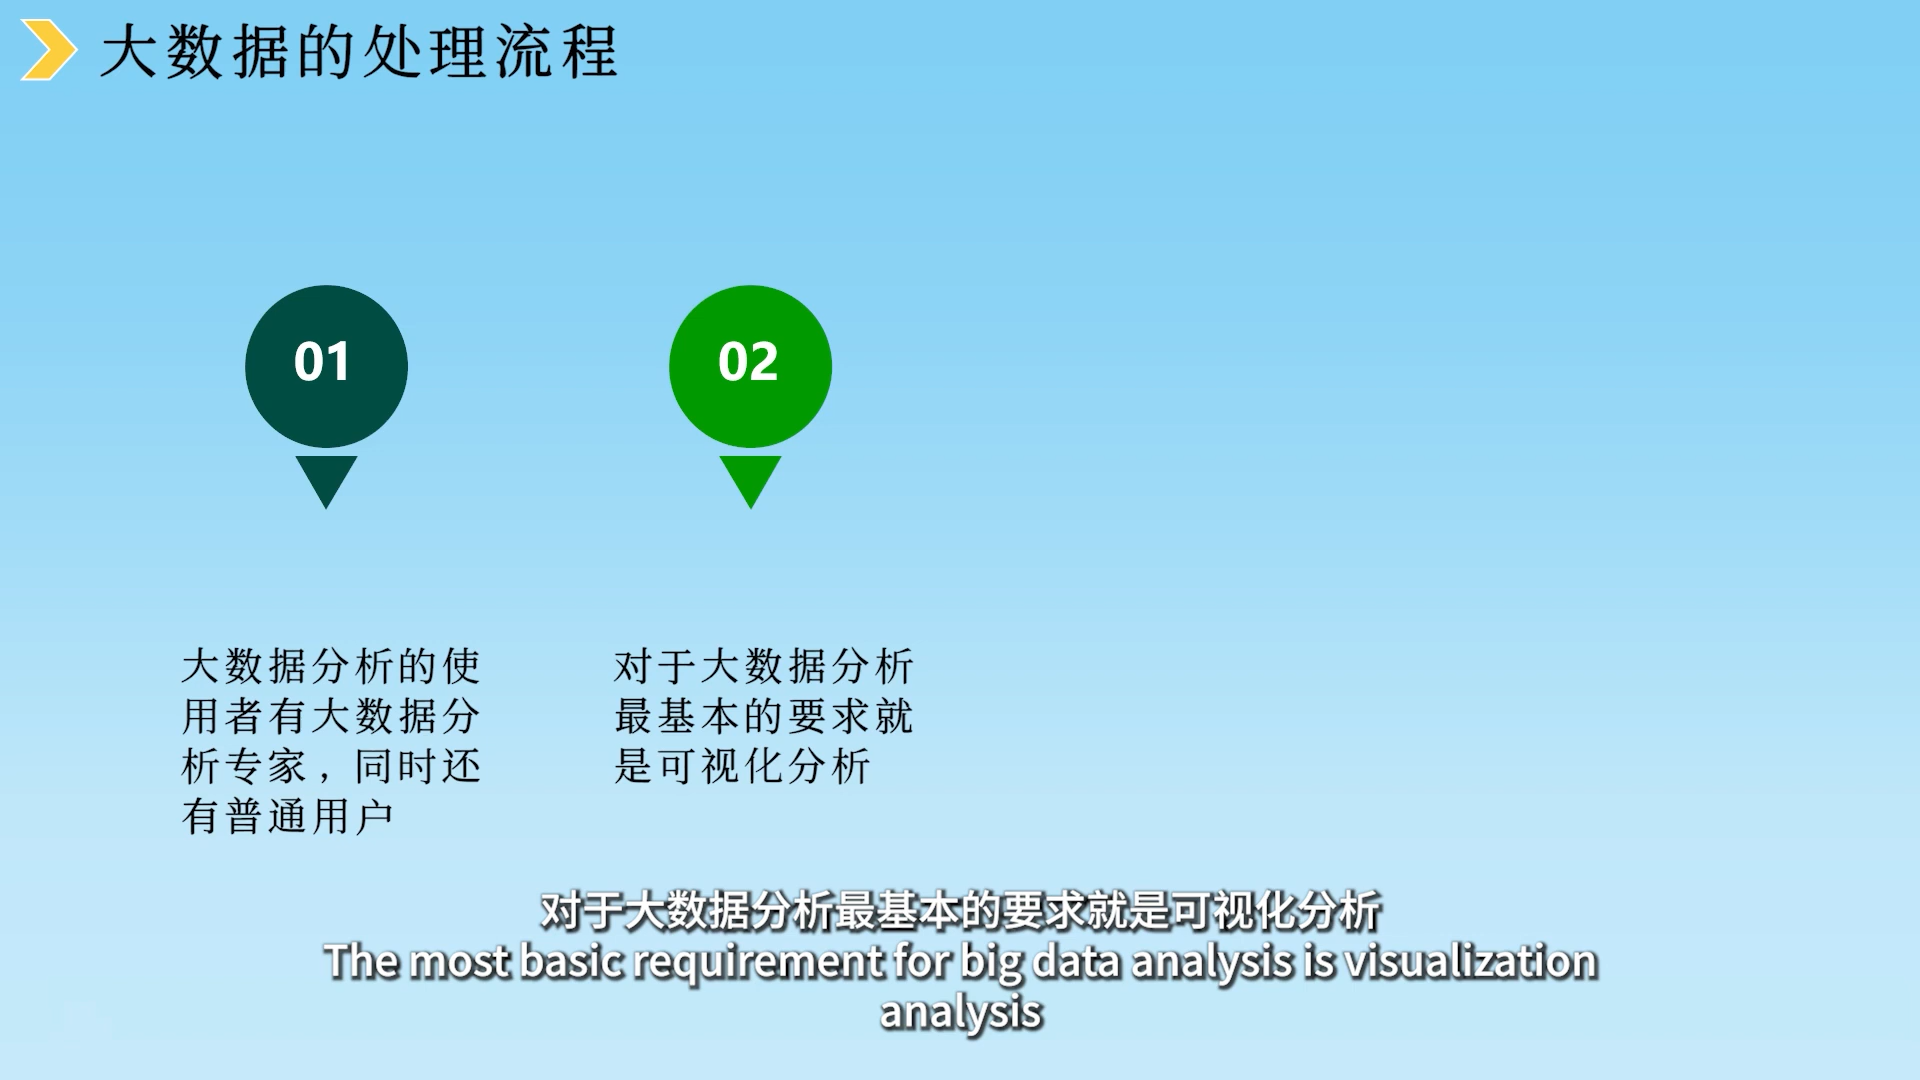 大数据的处理流程
01
02
大数据分析的使
用者有大数据分
析专家，同时还
有普通用户
对于大数据分析
最基本的要求就
是可视化分析
对于大数据分析最基本的要求就是可视化分析
The most basic requirement for big data analysis is visualization
analysis